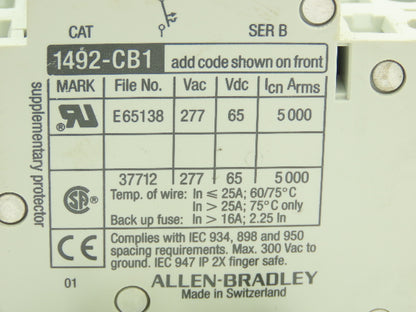 CAT SER B
1492-CB1 add code shown on front
MARK File No. Vac Vdc Icn Arms
E65138 277 65 5000
37712 277 65 5000
SA
Temp. of wire: In ≤ 25A; 60/75°C
In > 25A; 75°C only
Back up fuse: In > 16A; 2.25 In
CE Complies with IEC 934, 898 and 950
spacing requirements. Max. 300 Vac to
ground. IEC 947 IP 2X finger safe.
01 ALLEN-BRADLEY
Made in Switzerland
supplementary protector